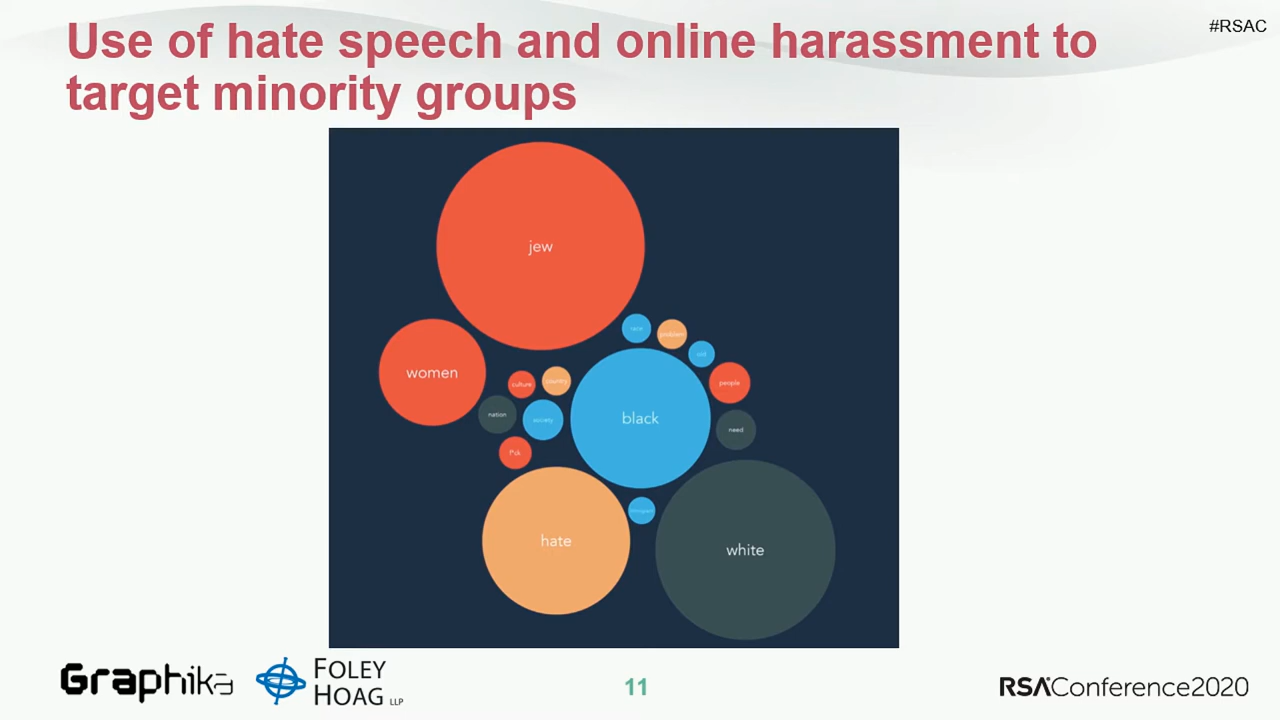 Use of hate speech and online harassment to
target minority groups
#RSAC
jew
women
race
problem
people
culture
country
nation
society
black
need
Psk
hate
white
Graphika
FOLEY
HOAG LLP
11
RSAConference2020